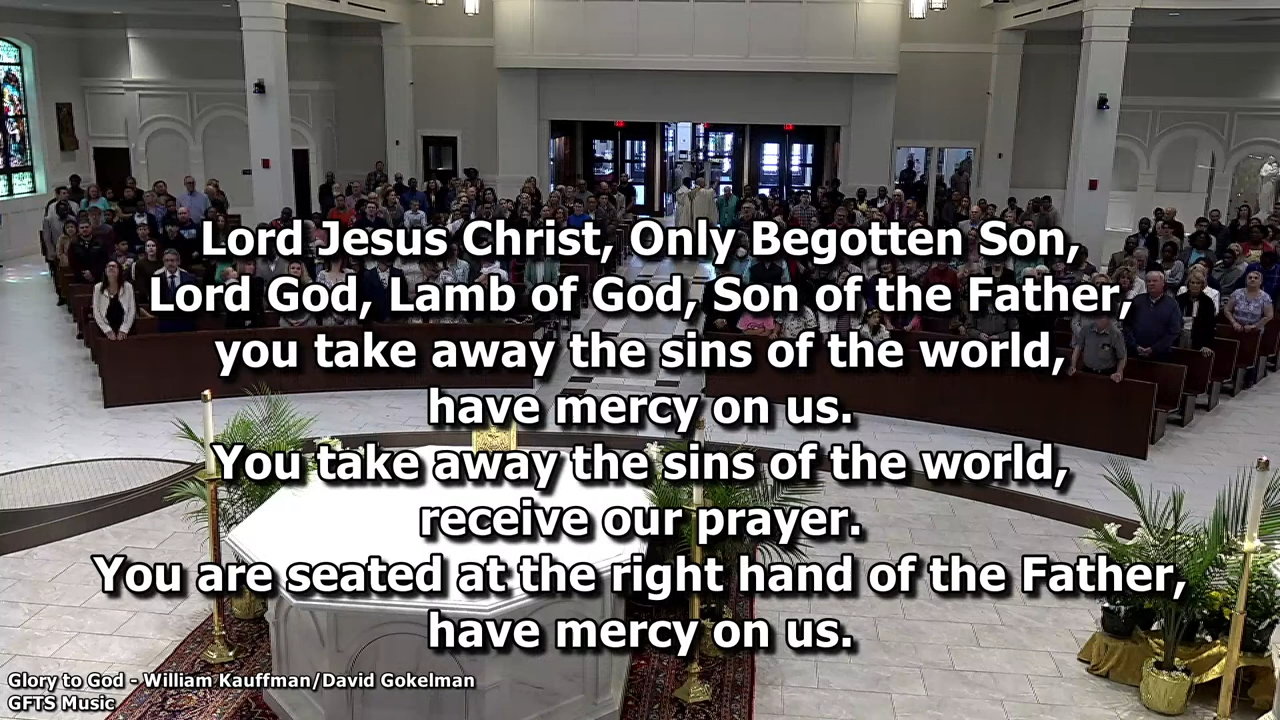 Lord Jesus Christ, Only Begotten Son,
Lord God, Lamb of God, Son of the Father,
you take away the sins of the world,
have mercy on us.
You take away the sins of the world,
receive our prayer.
You are seated at the right hand of the Father,
have mercy on us.
Glory to God - William Kauffman/David Gokelman
GFTS Music